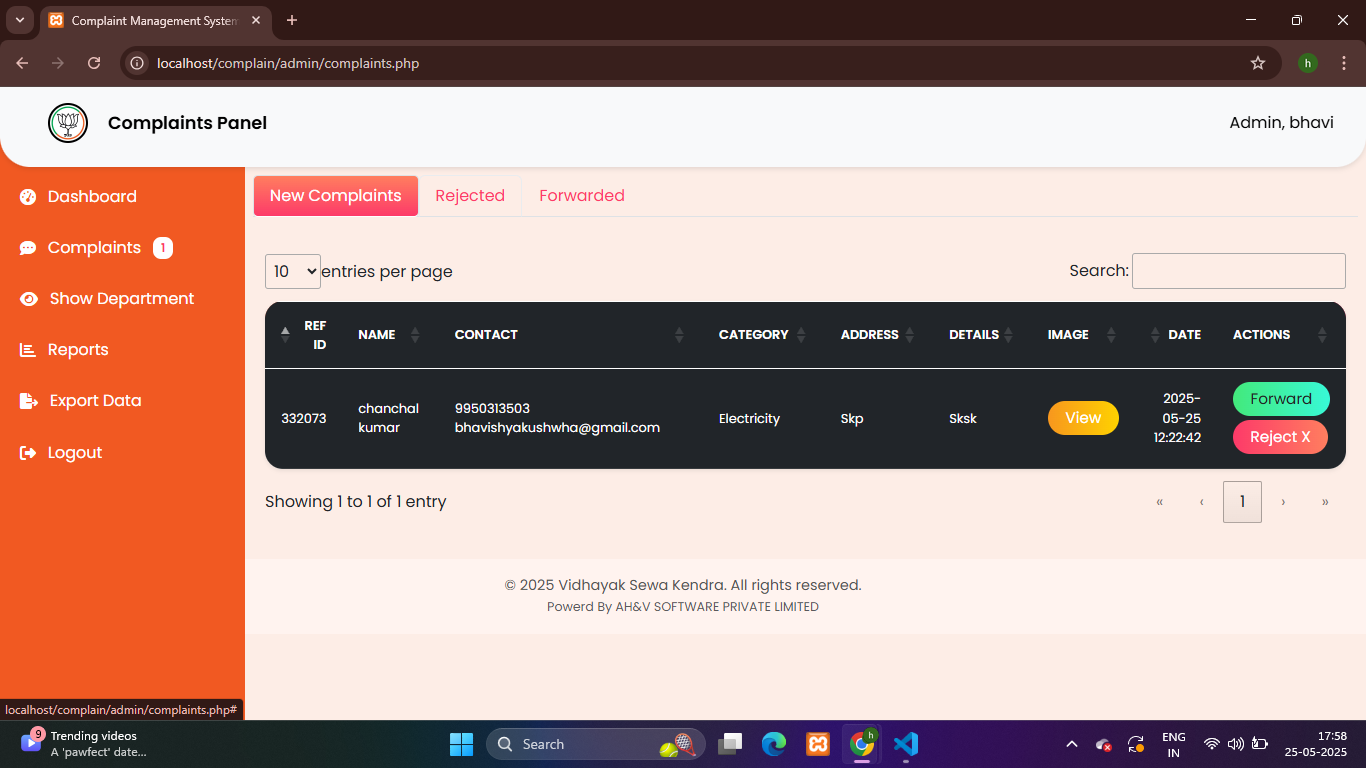 Complaint Management System
localhost/complain/admin/complaints.php
h
Complaints Panel
Admin, bhavi
Dashboard
Complaints 1
Show Department
Reports
Export Data
Logout
New Complaints Rejected Forwarded
10 entries per page
Search:
REF ID NAME CONTACT CATEGORY ADDRESS DETAILS IMAGE DATE ACTIONS
332073 chanchal kumar 9950313503 bhavishyakushwha@gmail.com Electricity Skp Sksk View 2025-05-25 12:22:42 Forward Reject X
Showing 1 to 1 of 1 entry
« ‹ 1 › »
© 2025 Vidhayak Sewa Kendra. All rights reserved.
Powerd By AH&V SOFTWARE PRIVATE LIMITED
localhost/complain/admin/complaints.php#
9
Trending videos
A 'pawfect' date...
Search
h
ENG
IN
17:58
25-05-2025